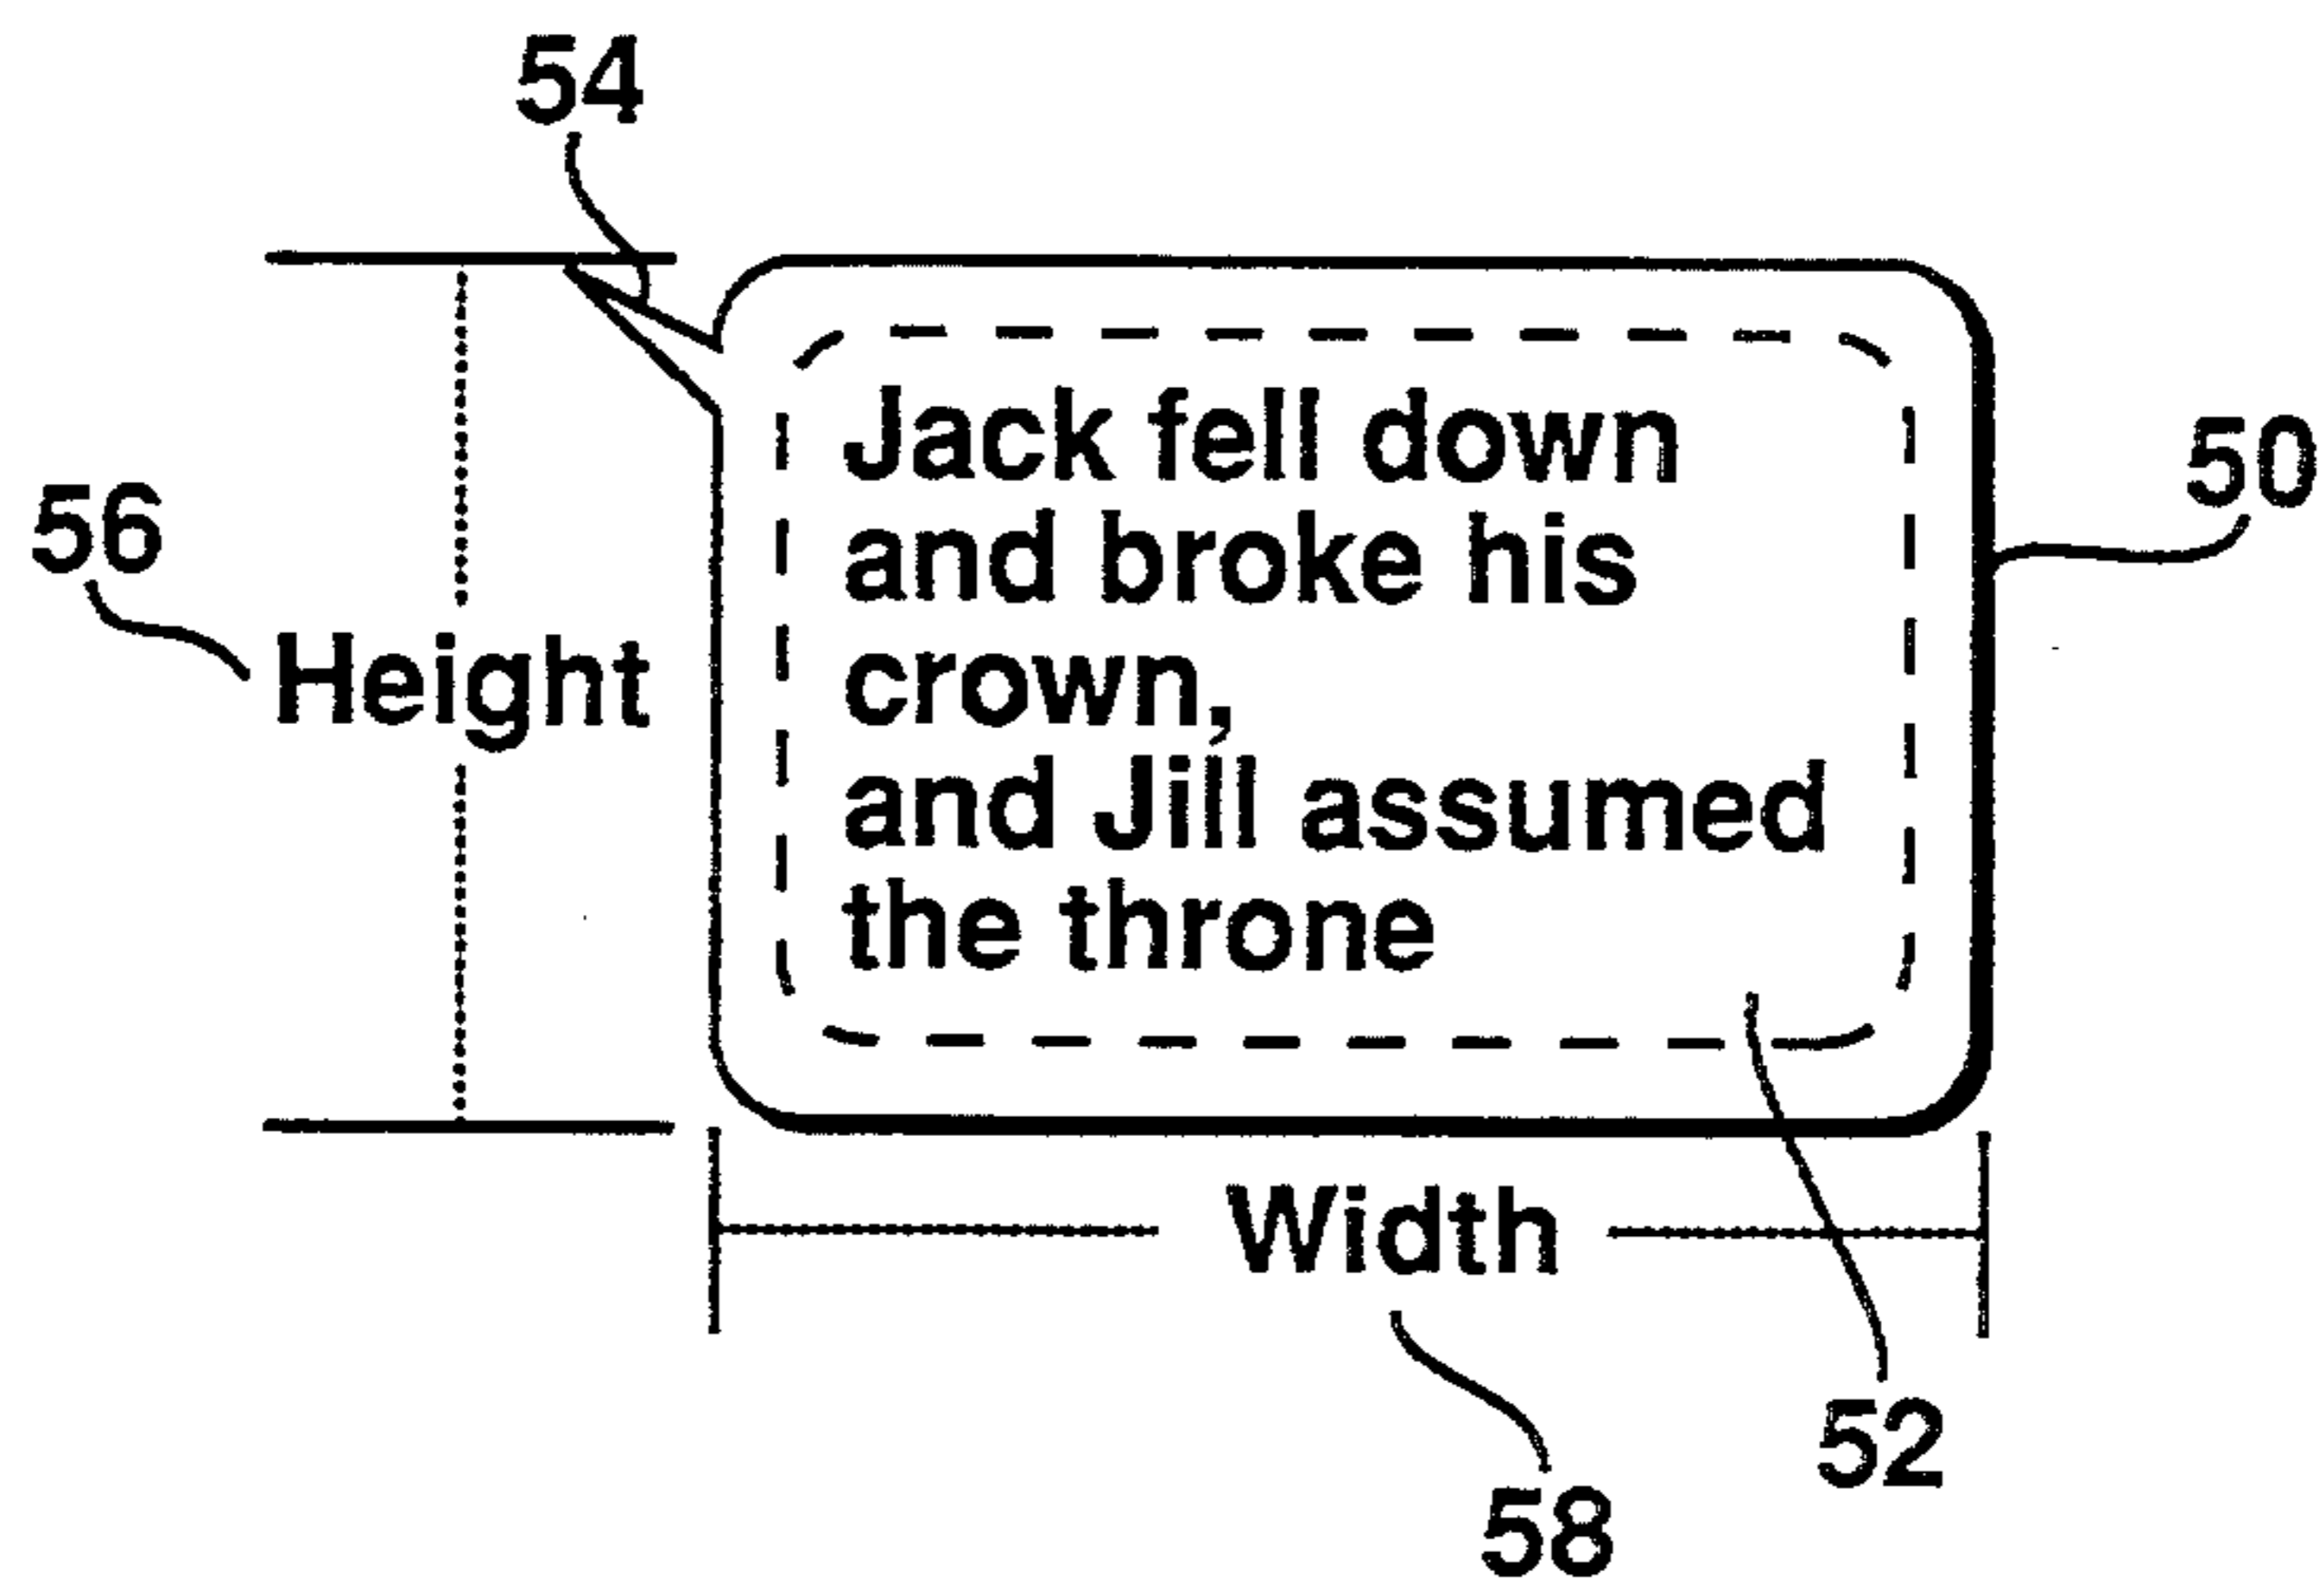 54
Jack fell down
and broke his
crown,
and Jill assumed
the throne
50
56
Height
Width
52
58